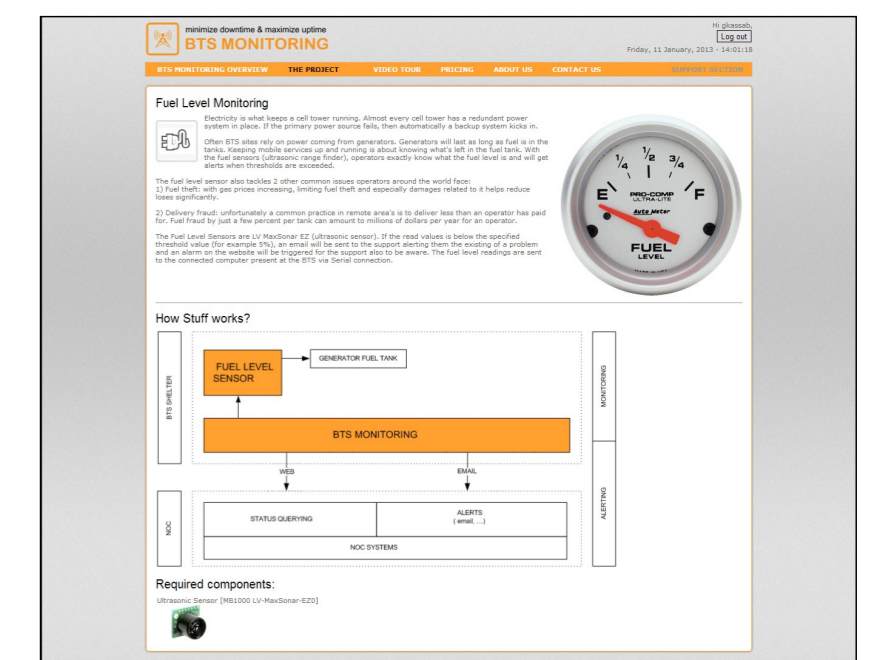 minimize downtime & maximize uptime
BTS MONITORING
Hi gkassab,
Log out
Friday, 11 January, 2013 - 14:01:18
BTS MONITORING OVERVIEW THE PROJECT VIDEO TOUR PRICING ABOUT US CONTACT US SUPPORT SECTION
Fuel Level Monitoring
Electricity is what keeps a cell tower running. Almost every cell tower has a redundant power
system in place. If the primary power source fails, then automatically a backup system kicks in.
Often BTS sites rely on power coming from generators. Generators will last as long as fuel is in the
tanks. Keeping mobile services up and running is about knowing what's left in the fuel tank. With
the fuel sensors (ultrasonic range finder), operators exactly know what the fuel level is and will get
alerts when thresholds are exceeded.
The fuel level sensor also tackles 2 other common issues operators around the world face:
1) Fuel theft: with gas prices increasing, limiting fuel theft and especially damages related to it helps reduce
loses significantly.
2) Delivery fraud: unfortunately a common practice in remote area's is to deliver less than an operator has paid
for. Fuel fraud by just a few percent per tank can amount to millions of dollars per year for an operator.
The Fuel Level Sensors are LV MaxSonar EZ (ultrasonic sensor). If the read values is below the specified
threshold value (for example 5%), an email will be sent to the support alerting them the existing of a problem
and an alarm on the website will be triggered for the support also to be aware. The fuel level readings are sent
to the connected computer present at the BTS via Serial connection.
1/4 1/2 3/4
E F
PRO-COMP
ULTRA-LITE
Auto Meter
FUEL
LEVEL
How Stuff works?
BTS SHELTER
FUEL LEVEL
SENSOR
GENERATOR FUEL TANK
BTS MONITORING
MONITORING
WEB
EMAIL
NOC
STATUS QUERYING
ALERTS
( email, ...)
NOC SYSTEMS
ALERTING
Required components:
Ultrasonic Sensor [MB1000 LV-MaxSonar-EZ0]